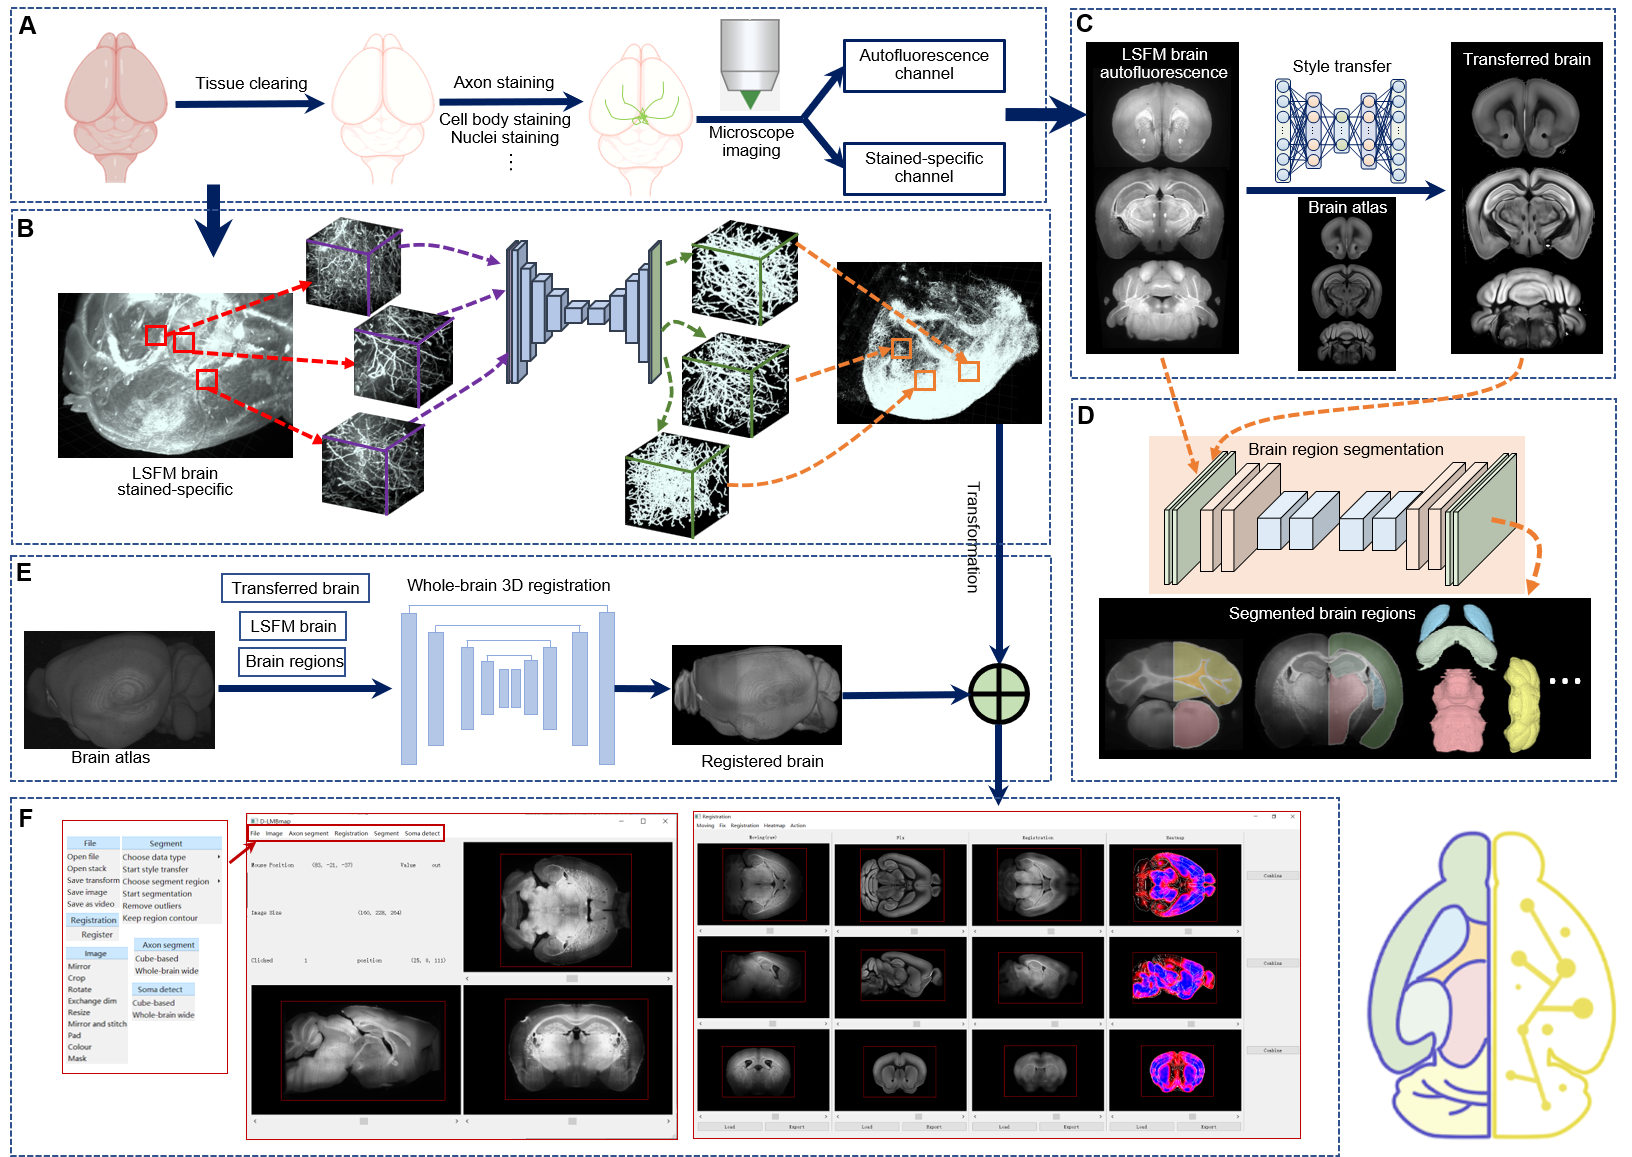 A
Tissue clearing
Axon staining
Cell body staining
Nuclei staining
⋮
Microscope
imaging
Autofluorescence
channel
Stained-specific
channel
B
LSFM brain
stained-specific
Transformation
C
LSFM brain
autofluorescence
Style transfer
Brain atlas
Transferred brain
D
Brain region segmentation
Segmented brain regions
...
E
Brain atlas
Transferred brain
LSFM brain
Brain regions
Whole-brain 3D registration
Registered brain
F
File
Open file
Open stack
Save transform
Save image
Save as video
Registration
Register
Image
Mirror
Crop
Rotate
Exchange dim
Resize
Mirror and stitch
Pad
Colour
Mask
Segment
Choose data type
Start style transfer
Choose segment region
Start segmentation
Remove outliers
Keep region contour
Axon segment
Cube-based
Whole-brain wide
Soma detect
Cube-based
Whole-brain wide
D-LMBmap
File Image Axon segment Registration Segment Soma detect
Mouse Position (83, -21, -37) Value out
Image Size (160, 228, 264)
Clicked 1 position (25, 0, 111)
Registration
Moving Fix Registration Heatmap Action
Moving(raw) Fix Registration Heatmap
Combine
Combine
Combine
Load Export Load Export Load Export Load Export